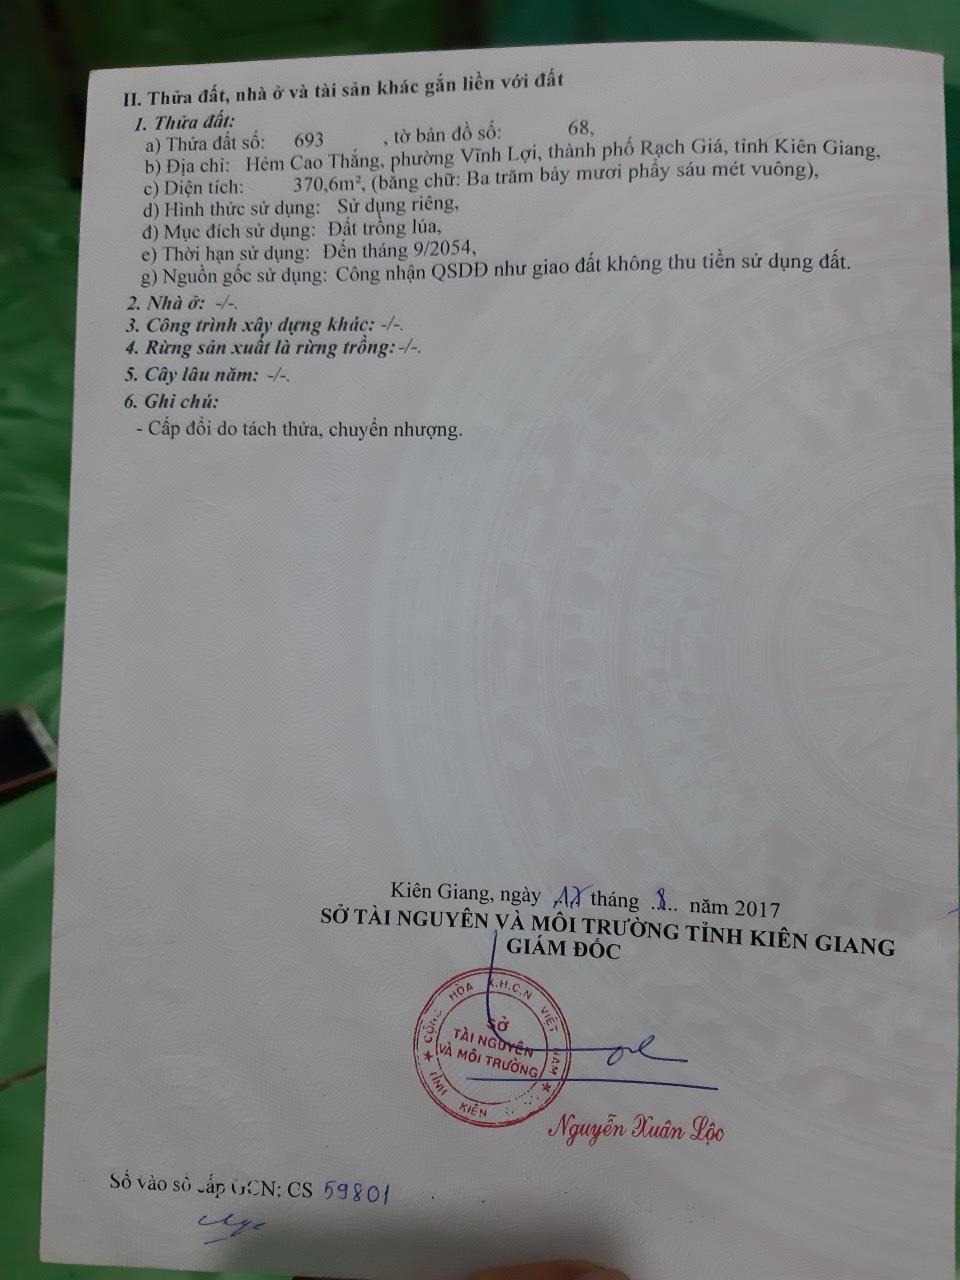 II. Thửa đất, nhà ở và tài sản khác gắn liền với đất
1. Thửa đất:
a) Thửa đất số: 693 , tờ bản đồ số: 68,
b) Địa chỉ: Hẻm Cao Thắng, phường Vĩnh Lợi, thành phố Rạch Giá, tỉnh Kiên Giang,
c) Diện tích: 370,6m², (bằng chữ: Ba trăm bảy mươi phẩy sáu mét vuông),
d) Hình thức sử dụng: Sử dụng riêng,
đ) Mục đích sử dụng: Đất trồng lúa,
e) Thời hạn sử dụng: Đến tháng 9/2054,
g) Nguồn gốc sử dụng: Công nhận QSDĐ như giao đất không thu tiền sử dụng đất.
2. Nhà ở: -/-.
3. Công trình xây dựng khác: -/-.
4. Rừng sản xuất là rừng trồng: -/-.
5. Cây lâu năm: -/-.
6. Ghi chú:
- Cấp đổi do tách thửa, chuyển nhượng.
Kiên Giang, ngày tháng 8 năm 2017
SỞ TÀI NGUYÊN VÀ MÔI TRƯỜNG TỈNH KIÊN GIANG
GIÁM ĐỐC
CỘNG HÒA X.H.C.N VIỆT NAM
SỞ
TÀI NGUYÊN
VÀ MÔI TRƯỜNG
TỈNH KIÊN
Nguyễn Xuân Lộc
Số vào sổ cấp GCN: CS 59801